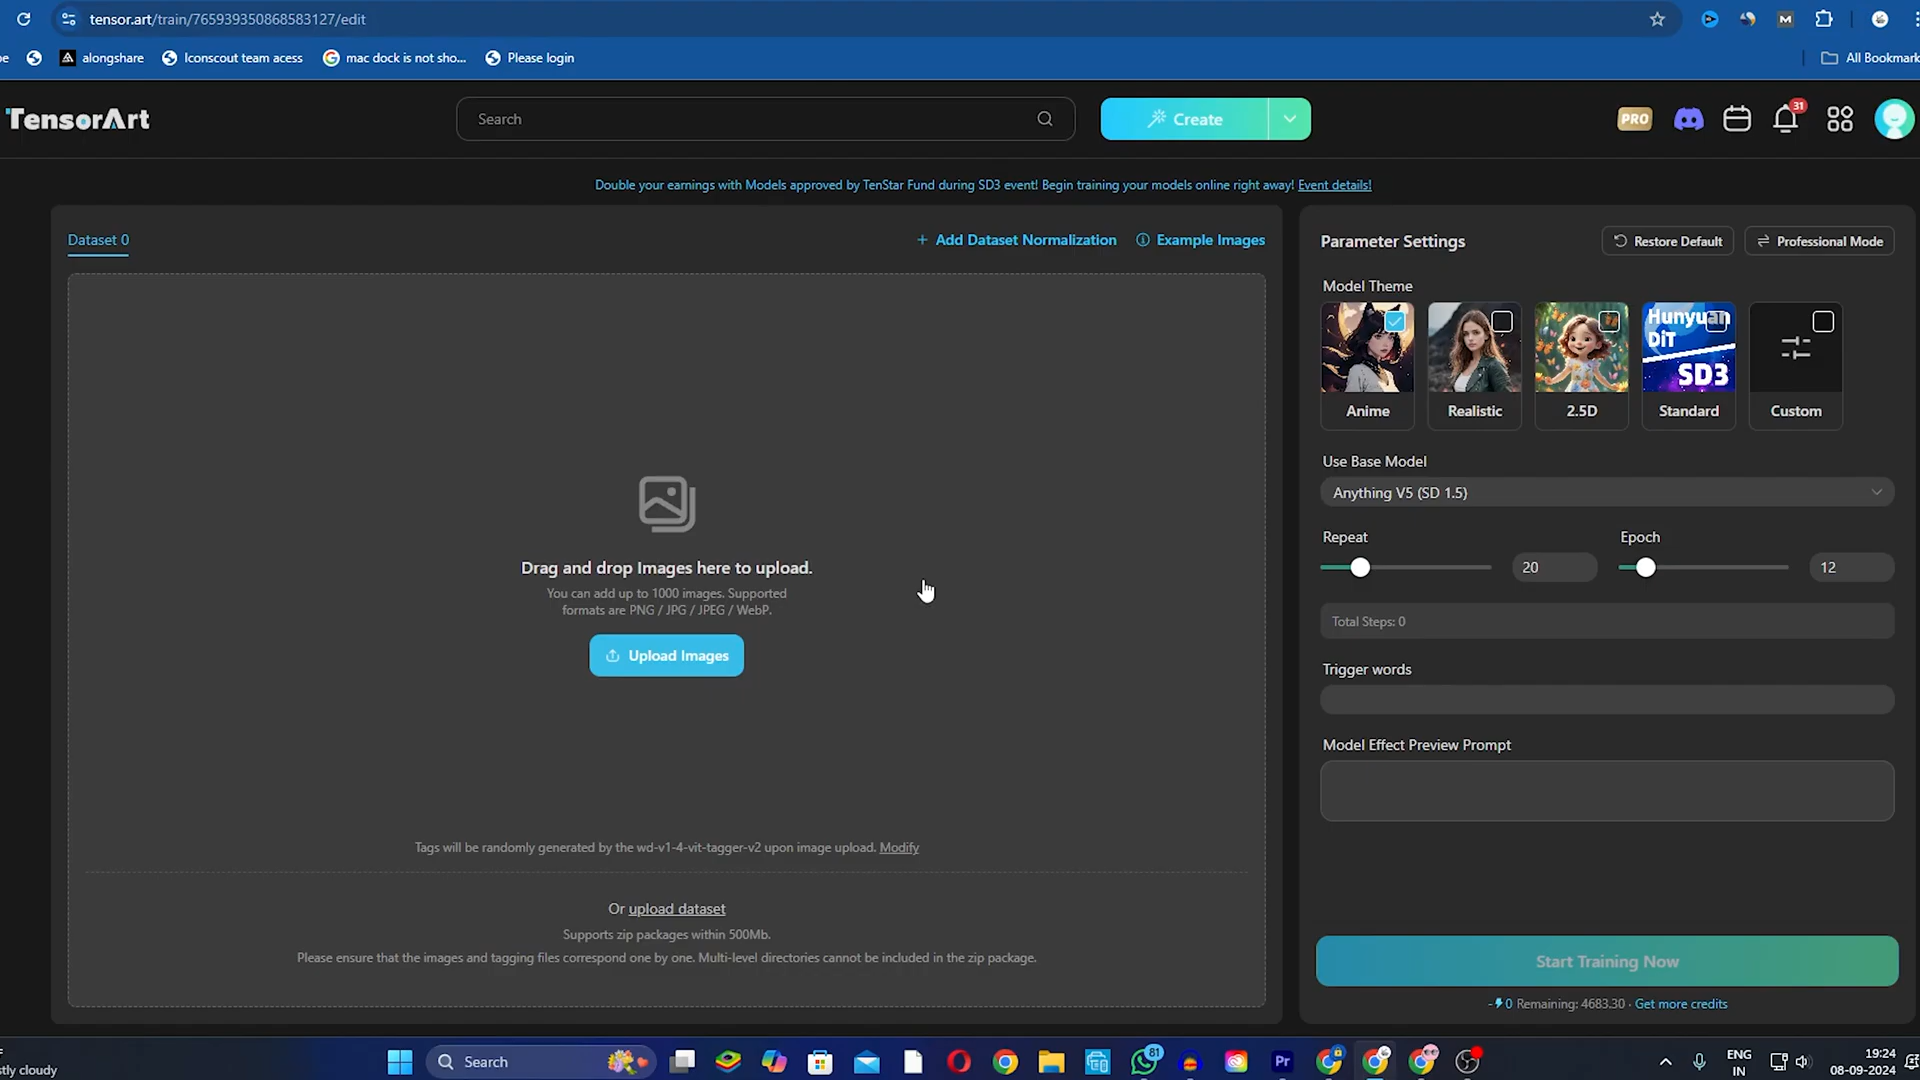 tensor.art/train/765939350868583127/edit
alongshare
Iconscout team acess
mac dock is not sho...
Please login
All Bookmark
TensorArt
Search
Create
PRO
31
Double your earnings with Models approved by TenStar Fund during SD3 event! Begin training your models online right away! Event details!
Dataset 0
+ Add Dataset Normalization
Example Images
Drag and drop Images here to upload.
You can add up to 1000 images. Supported
formats are PNG / JPG / JPEG / WebP.
Upload Images
Tags will be randomly generated by the wd-v1-4-vit-tagger-v2 upon image upload. Modify
Or upload dataset
Supports zip packages within 500Mb.
Please ensure that the images and tagging files correspond one by one. Multi-level directories cannot be included in the zip package.
Parameter Settings
Restore Default
Professional Mode
Model Theme
Hunyuan
DiT
SD3
Anime
Realistic
2.5D
Standard
Custom
Use Base Model
Anything V5 (SD 1.5)
Repeat
Epoch
20
12
Total Steps: 0
Trigger words
Model Effect Preview Prompt
Start Training Now
-0 Remaining: 4683.30 · Get more credits
tly cloudy
Search
81
Pr
ENG
IN
19:24
08-09-2024